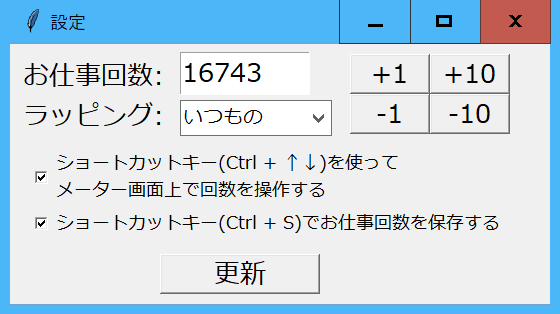 設定
お仕事回数: 16743 +1 +10
ラッピング: いつもの -1 -10
ショートカットキー(Ctrl + ↑↓)を使って
メーター画面上で回数を操作する
ショートカットキー(Ctrl + S)でお仕事回数を保存する
更新